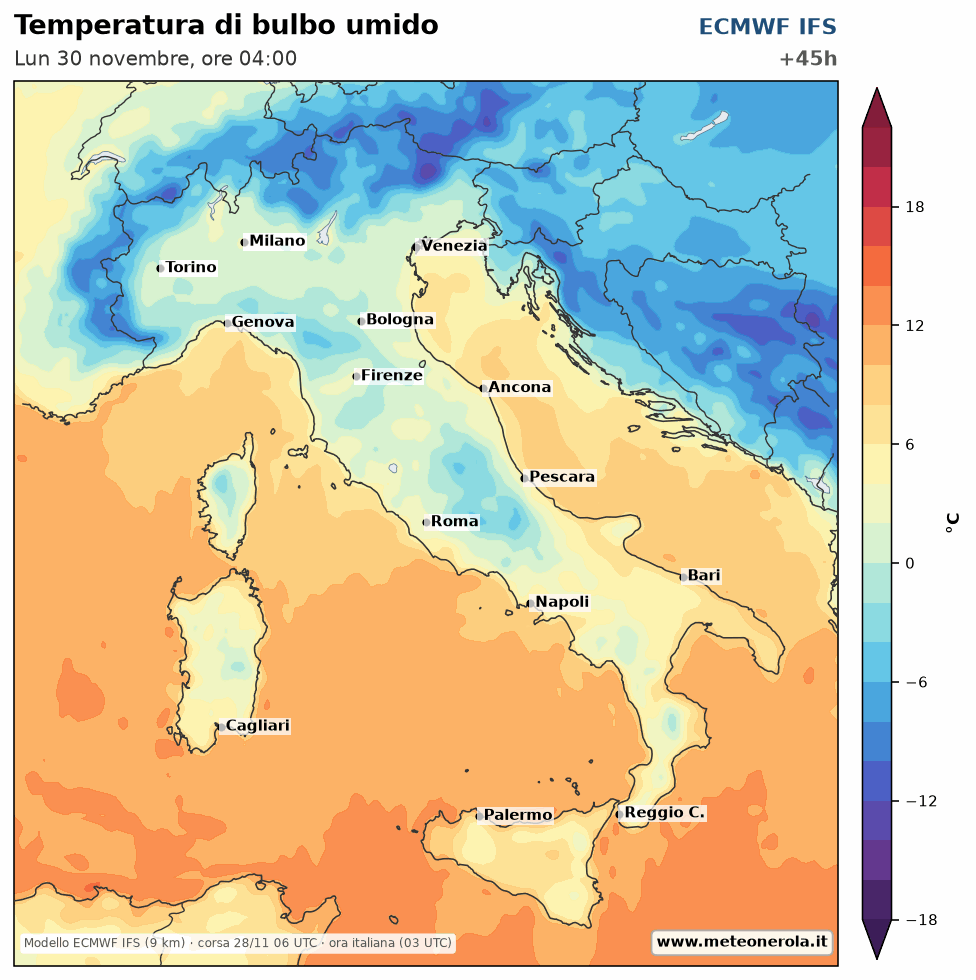 Temperatura di bulbo umido
ECMWF IFS
Lun 30 novembre, ore 04:00
+45h
Milano
Venezia
Torino
Genova
Bologna
Firenze
Ancona
Pescara
Roma
Bari
Napoli
Cagliari
Palermo
Reggio C.
18
12
6
0
−6
−12
−18
°C
Modello ECMWF IFS (9 km) · corsa 28/11 06 UTC · ora italiana (03 UTC)
www.meteonerola.it